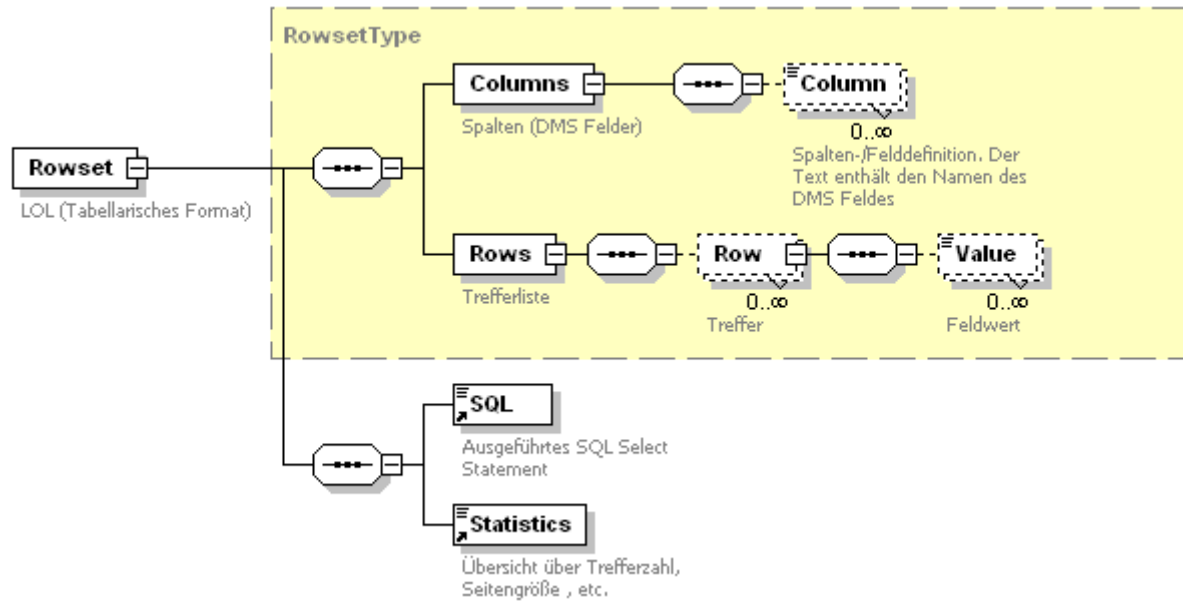 RowsetType
Columns
Spalten (DMS Felder)
Column
0..∞
Spalten-/Felddefinition. Der
Text enthält den Namen des
DMS Feldes
Rowset
LOL (Tabellarisches Format)
Rows
Trefferliste
Row
0..∞
Treffer
Value
0..∞
Feldwert
SQL
Ausgeführtes SQL Select
Statement
Statistics
Übersicht über Trefferzahl,
Seitengröße , etc.